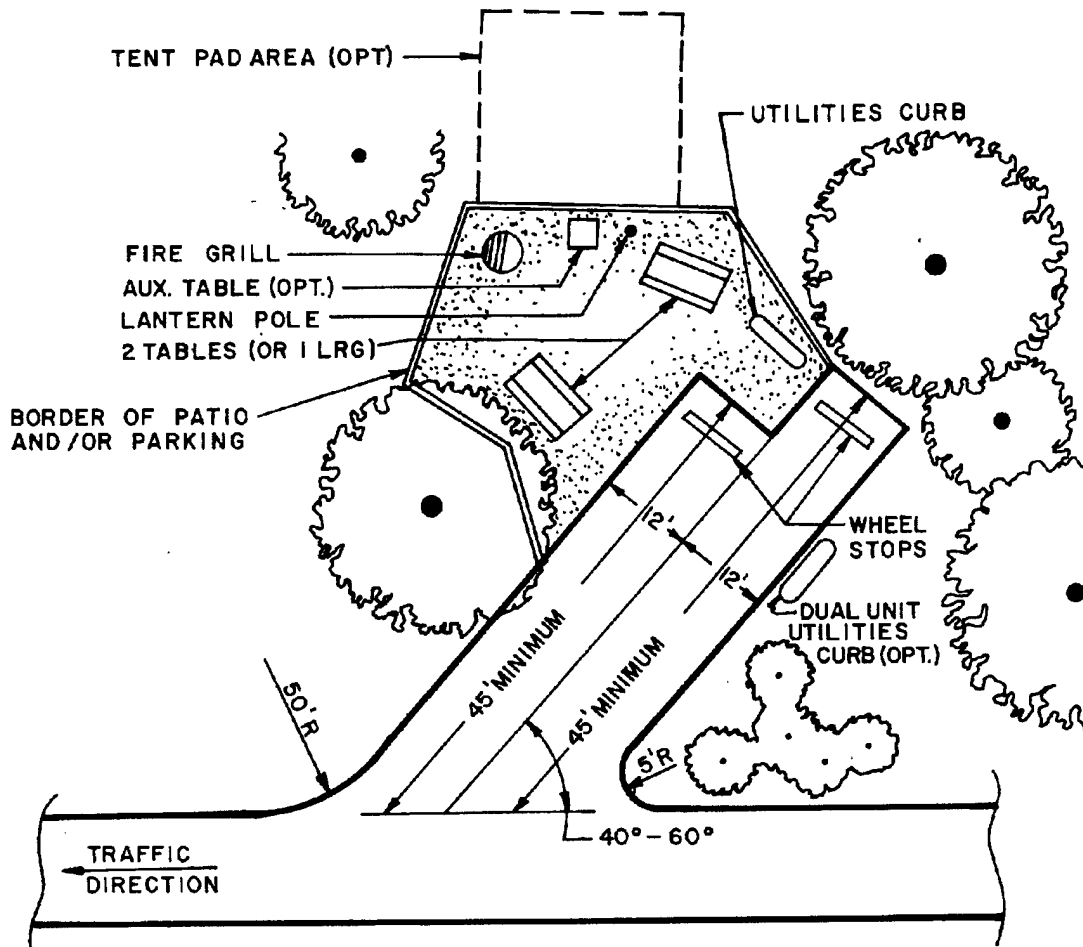 TENT PAD AREA (OPT)
UTILITIES CURB
FIRE GRILL
AUX. TABLE (OPT.)
LANTERN POLE
2 TABLES (OR 1 LRG)
BORDER OF PATIO
AND/OR PARKING
12'
12'
WHEEL
STOPS
DUAL UNIT
UTILITIES
CURB (OPT.)
45' MINIMUM
45' MINIMUM
50'R
5'R
40°-60°
TRAFFIC
DIRECTION